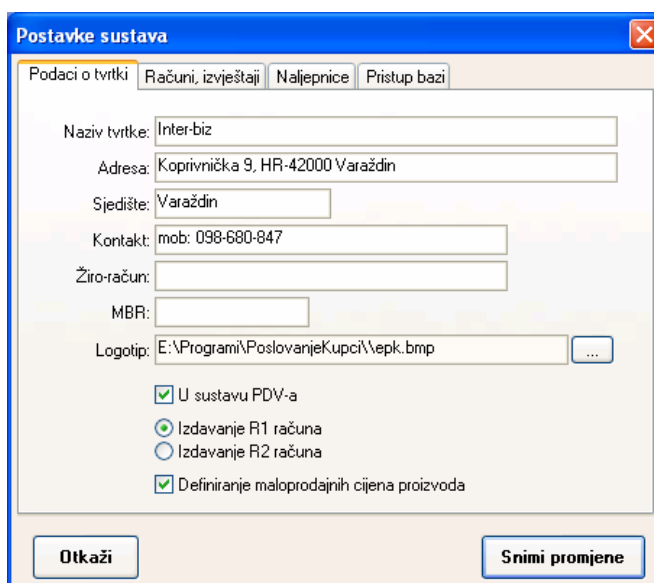 Postavke sustava
Podaci o tvrtki Računi, izvještaji Naljepnice Pristup bazi
Naziv tvrtke: Inter-biz
Adresa: Koprivnička 9, HR-42000 Varaždin
Sjedište: Varaždin
Kontakt: mob: 098-680-847
Žiro-račun:
MBR:
Logotip: E:\Programi\PoslovanjeKupci\\epk.bmp ...
U sustavu PDV-a
Izdavanje R1 računa
Izdavanje R2 računa
Definiranje maloprodajnih cijena proizvoda
Otkaži Snimi promjene